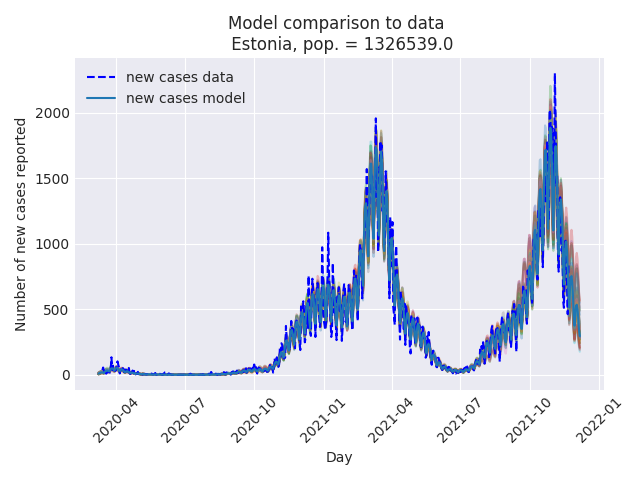 Model comparison to data
Estonia, pop. = 1326539.0
new cases data
new cases model
Number of new cases reported
2000
1500
1000
500
0
2020-04
2020-07
2020-10
2021-01
2021-04
2021-07
2021-10
2022-01
Day